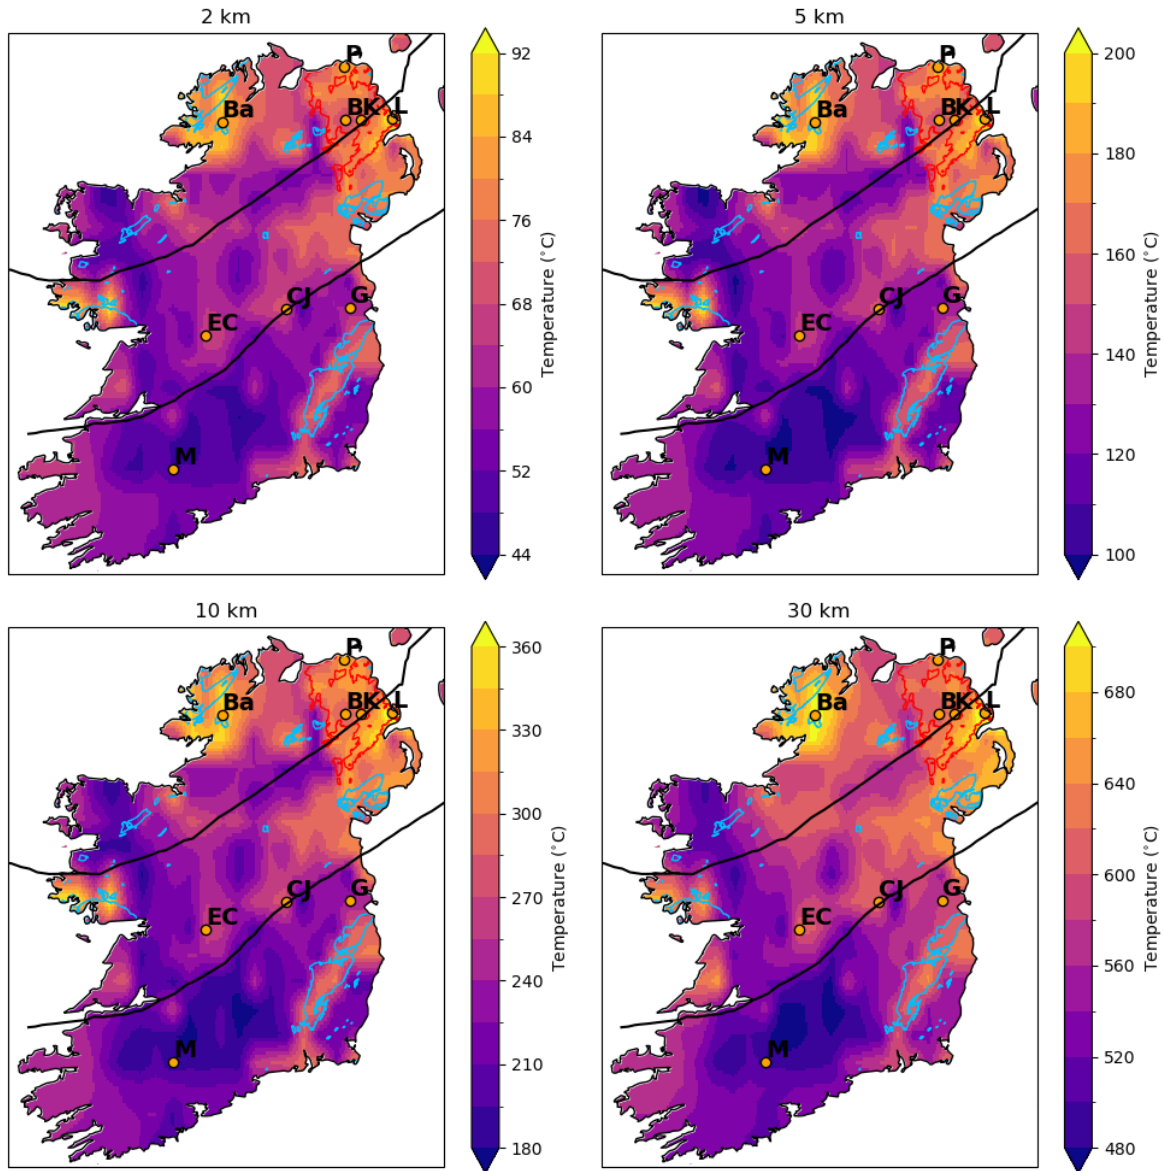 2 km
P
Ba
BK
L
CJ
G
EC
M
92
84
76
68
60
52
44
Temperature (°C)
5 km
P
Ba
BK
L
CJ
G
EC
M
200
180
160
140
120
100
Temperature (°C)
10 km
P
Ba
BK
L
CJ
G
EC
M
360
330
300
270
240
210
180
Temperature (°C)
30 km
P
Ba
BK
L
CJ
G
EC
M
680
640
600
560
520
480
Temperature (°C)